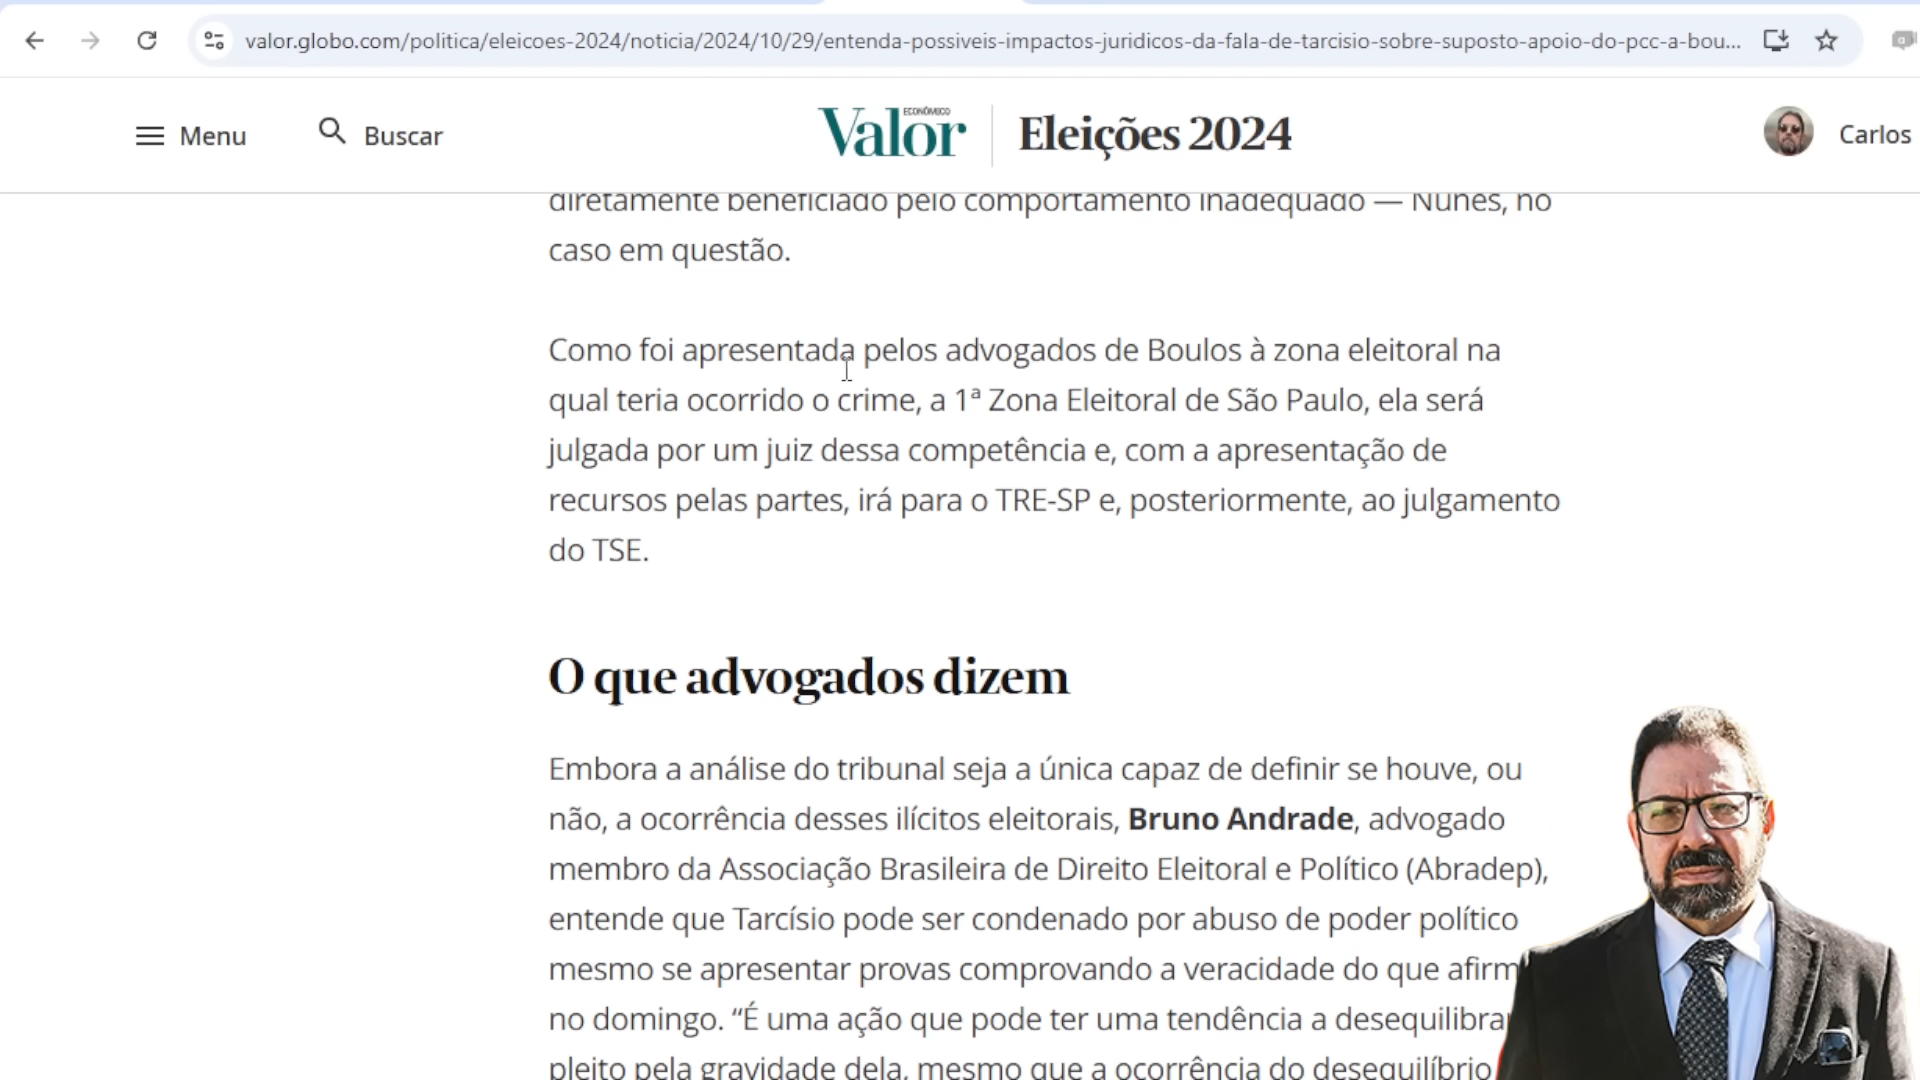 valor.globo.com/politica/eleicoes-2024/noticia/2024/10/29/entenda-possiveis-impactos-juridicos-da-fala-de-tarcisio-sobre-suposto-apoio-do-pcc-a-bou...
Menu
Buscar
Valor
ECONÔMICO
Eleições 2024
Carlos
diretamente beneficiado pelo comportamento inadequado — Nunes, no
caso em questão.
Como foi apresentada pelos advogados de Boulos à zona eleitoral na
qual teria ocorrido o crime, a 1ª Zona Eleitoral de São Paulo, ela será
julgada por um juiz dessa competência e, com a apresentação de
recursos pelas partes, irá para o TRE-SP e, posteriormente, ao julgamento
do TSE.
O que advogados dizem
Embora a análise do tribunal seja a única capaz de definir se houve, ou
não, a ocorrência desses ilícitos eleitorais, Bruno Andrade, advogado
membro da Associação Brasileira de Direito Eleitoral e Político (Abradep),
entende que Tarcísio pode ser condenado por abuso de poder político
mesmo se apresentar provas comprovando a veracidade do que afirm
no domingo. “É uma ação que pode ter uma tendência a desequilibra
pleito pela gravidade dela, mesmo que a ocorrência do desequilíbrio